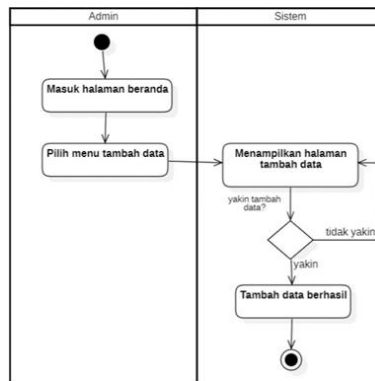 Admin
Sistem
Masuk halaman beranda
Pilih menu tambah data
Menampilkan halaman
tambah data
yakin tambah
data?
tidak yakin
yakin
Tambah data berhasil